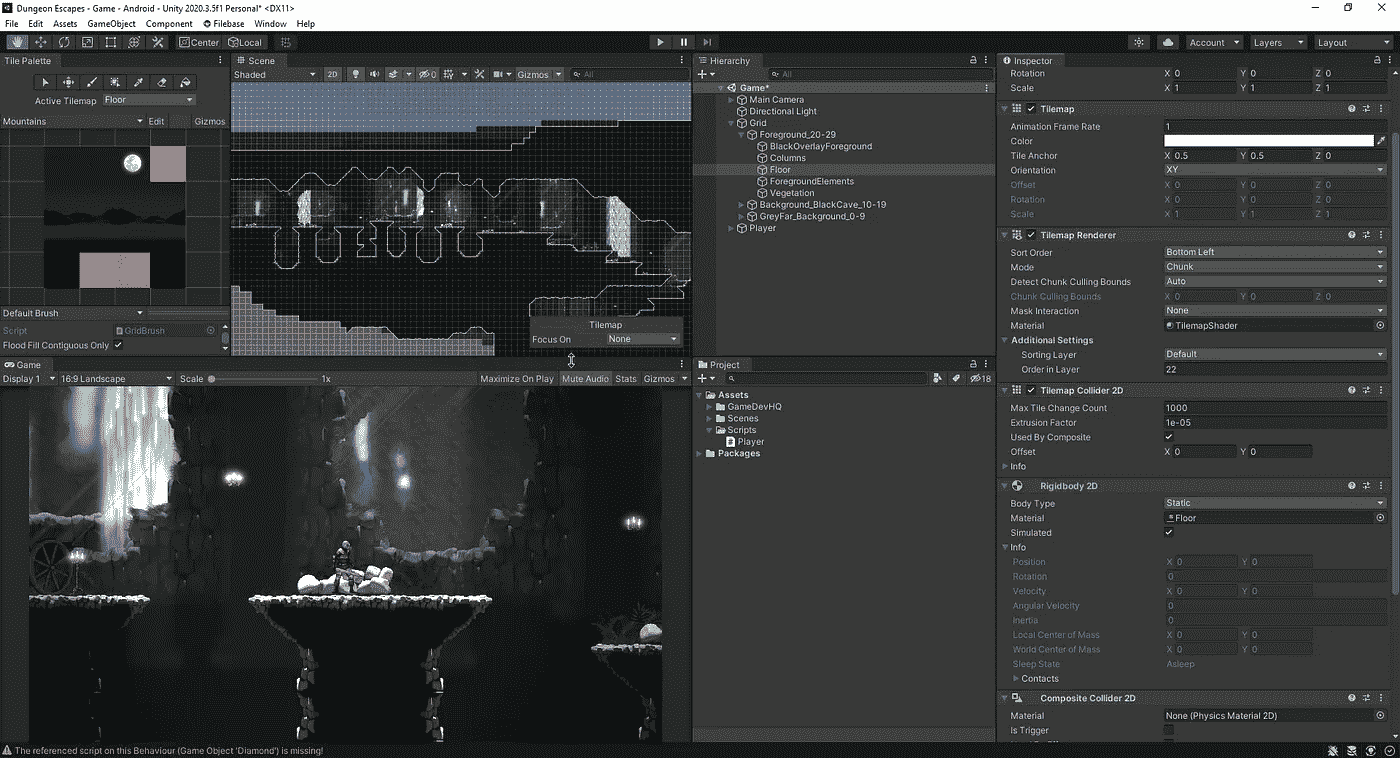 Dungeon Escapes - Game - Android - Unity 2020.3.5f1 Personal* <DX11>
File Edit Assets GameObject Component Filebase Window Help
Center Local Account Layers Layout
Tile Palette
Active Tilemap Floor
Mountains Edit Gizmos
Default Brush
Script GridBrush
Flood Fill Contiguous Only
Scene
Shaded 2D 0 Gizmos All
Tilemap
Focus On None
Game
Display 1 16:9 Landscape Scale 1x Maximize On Play Mute Audio Stats Gizmos
Hierarchy
All
Game*
Main Camera
Directional Light
Grid
Foreground_20-29
BlackOverlayForeground
Columns
Floor
ForegroundElements
Vegetation
Background_BlackCave_10-19
GreyFar_Background_0-9
Player
Project
18
Assets
GameDevHQ
Scenes
Scripts
Player
Packages
Inspector
Rotation X 0 Y 0 Z 0
Scale X 1 Y 1 Z 1
Tilemap
Animation Frame Rate 1
Color
Tile Anchor X 0.5 Y 0.5 Z 0
Orientation XY
Offset X 0 Y 0 Z 0
Rotation X 0 Y 0 Z 0
Scale X 1 Y 1 Z 1
Tilemap Renderer
Sort Order Bottom Left
Mode Chunk
Detect Chunk Culling Bounds Auto
Chunk Culling Bounds X 0 Y 0 Z 0
Mask Interaction None
Material TilemapShader
Additional Settings
Sorting Layer Default
Order in Layer 22
Tilemap Collider 2D
Max Tile Change Count 1000
Extrusion Factor 1e-05
Used By Composite
Offset X 0 Y 0
Info
Rigidbody 2D
Body Type Static
Material Floor
Simulated
Info
Position X 0 Y 0
Rotation 0
Velocity X 0 Y 0
Angular Velocity 0
Inertia 0
Local Center of Mass X 0 Y 0
World Center of Mass X 0 Y 0
Sleep State Asleep
Contacts
Composite Collider 2D
Material None (Physics Material 2D)
Is Trigger
The referenced script on this Behaviour (Game Object 'Diamond') is missing!